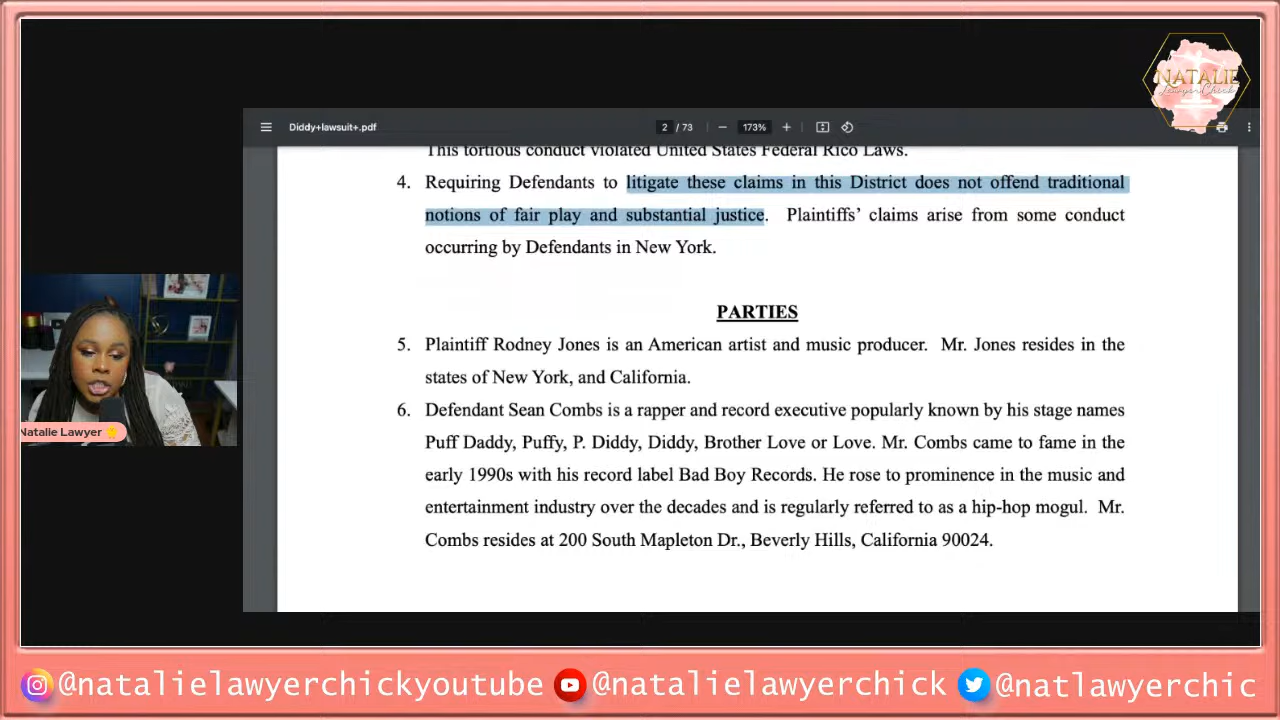 NATALIE
LawyerChick
Diddy+lawsuit+.pdf
2 / 73
173%
This tortious conduct violated United States Federal Rico Laws.
4. Requiring Defendants to litigate these claims in this District does not offend traditional
notions of fair play and substantial justice. Plaintiffs’ claims arise from some conduct
occurring by Defendants in New York.
PARTIES
5. Plaintiff Rodney Jones is an American artist and music producer. Mr. Jones resides in the
states of New York, and California.
6. Defendant Sean Combs is a rapper and record executive popularly known by his stage names
Puff Daddy, Puffy, P. Diddy, Diddy, Brother Love or Love. Mr. Combs came to fame in the
early 1990s with his record label Bad Boy Records. He rose to prominence in the music and
entertainment industry over the decades and is regularly referred to as a hip-hop mogul. Mr.
Combs resides at 200 South Mapleton Dr., Beverly Hills, California 90024.
Natalie Lawyer
@natalielawyerchickyoutube @natalielawyerchick @natlawyerchic